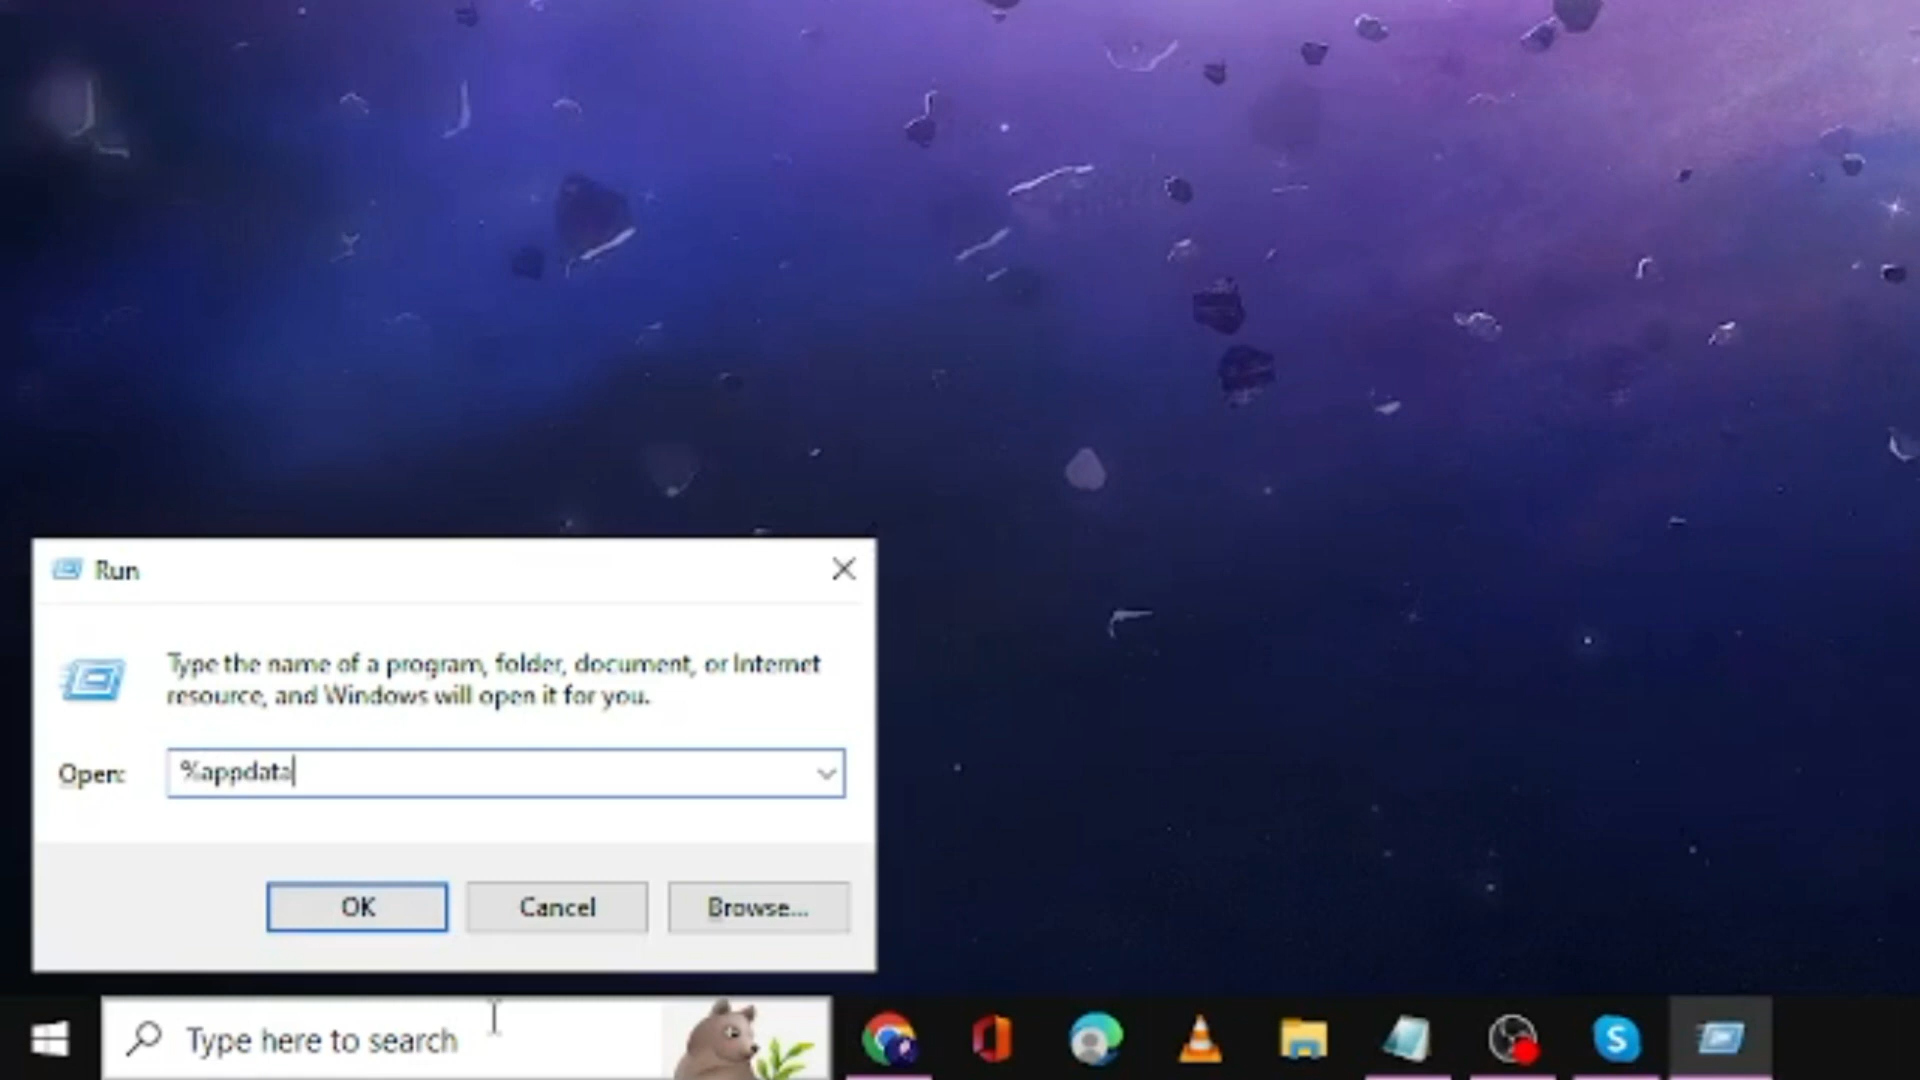 Run
Type the name of a program, folder, document, or Internet
resource, and Windows will open it for you.
Open:
%appdata
OK
Cancel
Browse...
Type here to search